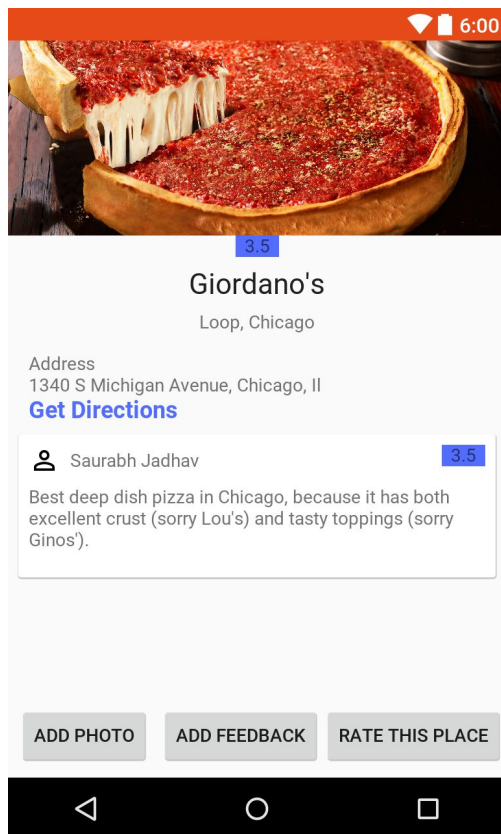 6:00
3.5
Giordano's
Loop, Chicago
Address
1340 S Michigan Avenue, Chicago, Il
Get Directions
Saurabh Jadhav 3.5
Best deep dish pizza in Chicago, because it has both
excellent crust (sorry Lou's) and tasty toppings (sorry
Ginos').
ADD PHOTO ADD FEEDBACK RATE THIS PLACE